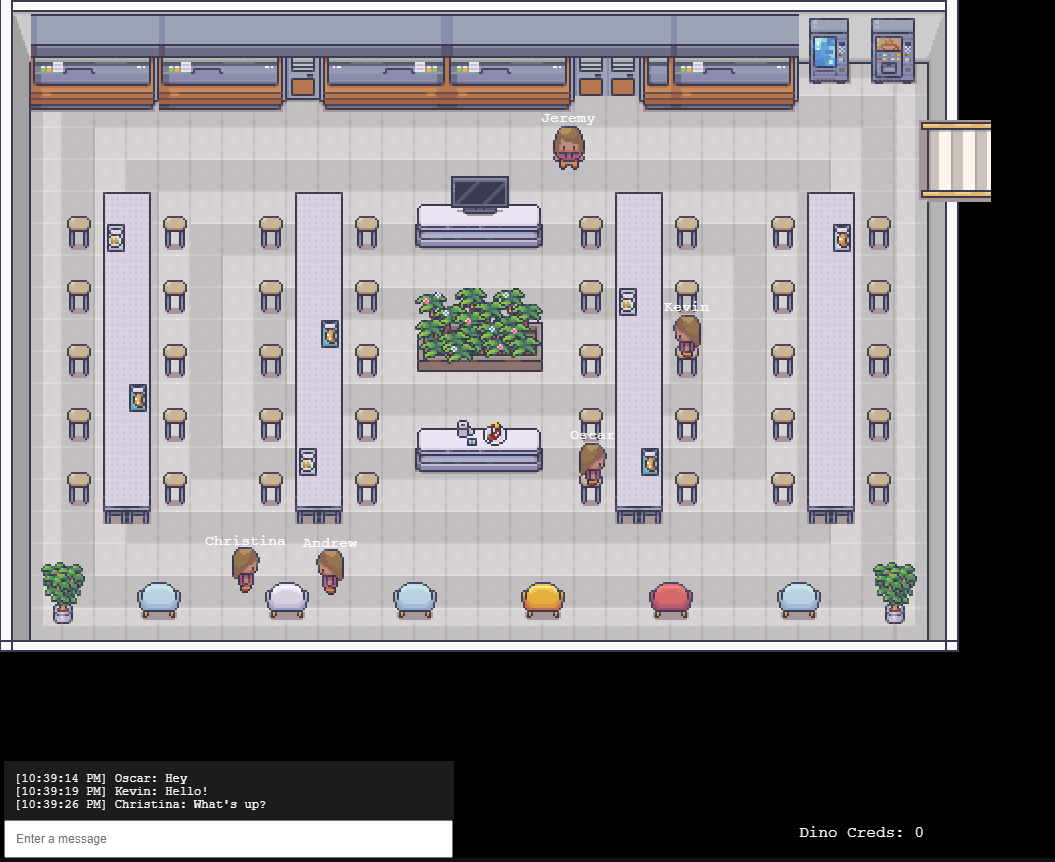 Jeremy
Kevin
Oscar
Christina
Andrew
[10:39:14 PM] Oscar: Hey
[10:39:19 PM] Kevin: Hello!
[10:39:26 PM] Christina: What's up?
Enter a message
Dino Creds: 0